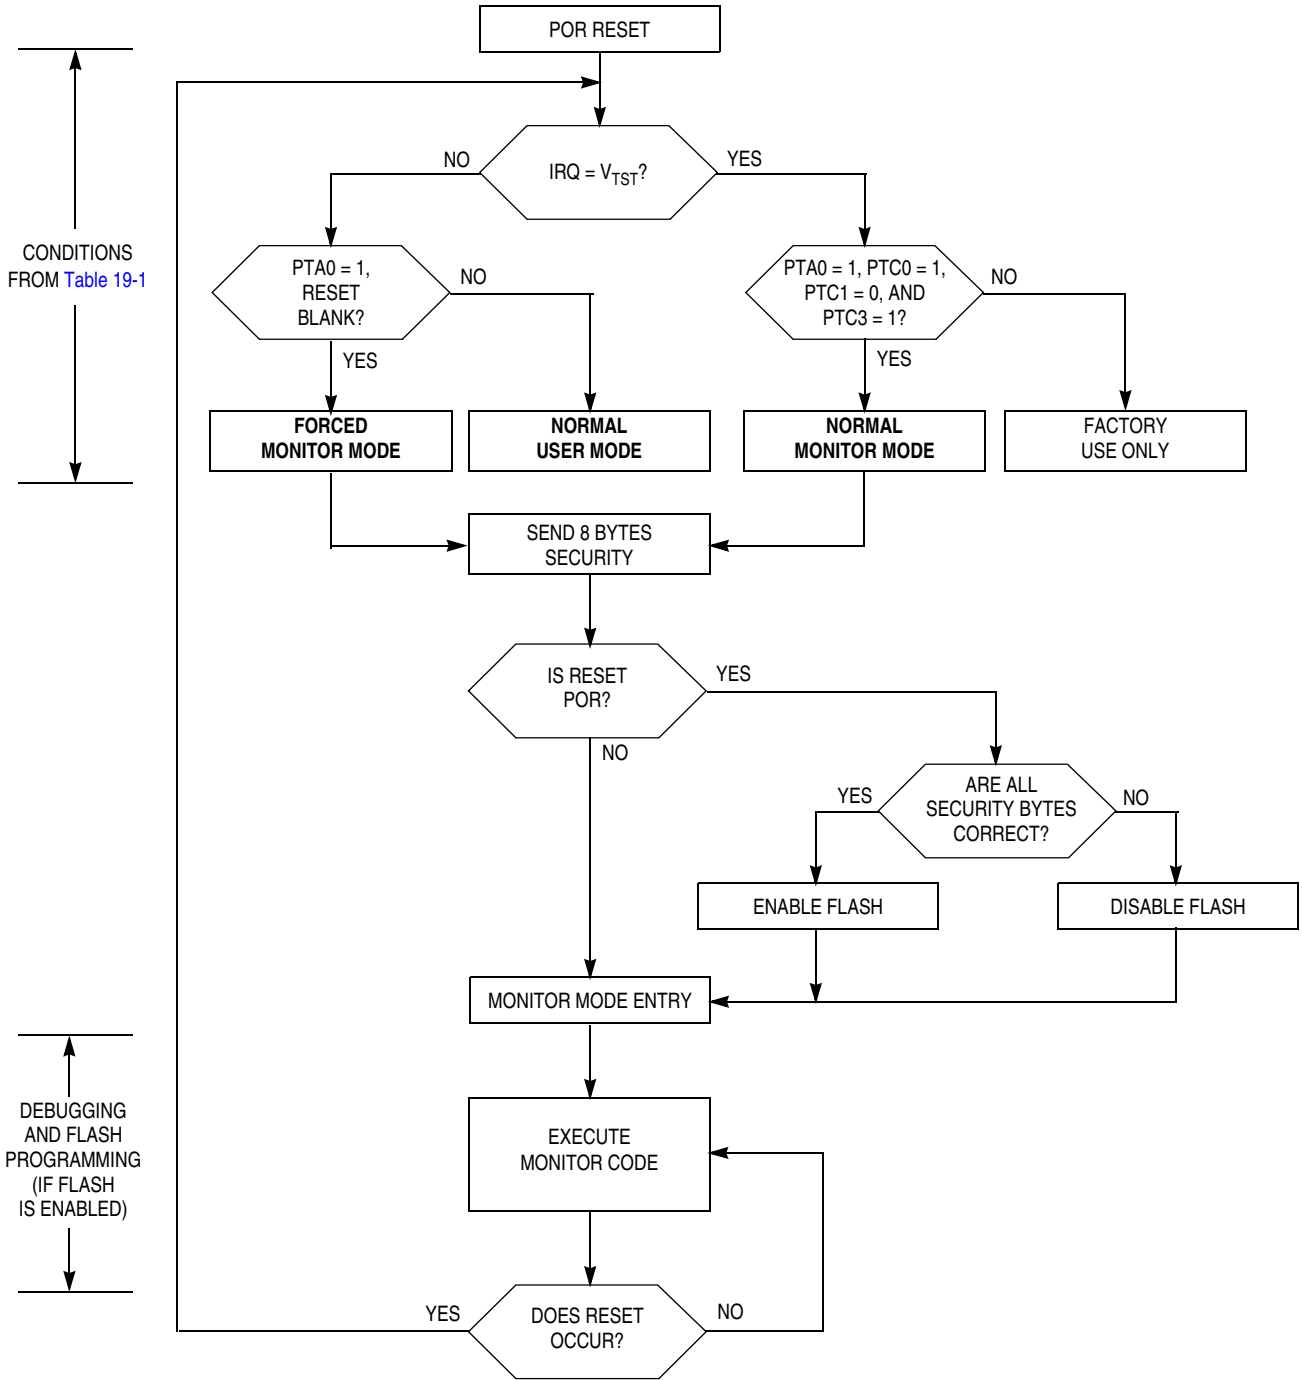 POR RESET
NO
YES
IRQ = VTST?
CONDITIONS
FROM Table 19-1
PTA0 = 1,
RESET
BLANK?
NO
YES
PTA0 = 1, PTC0 = 1,
PTC1 = 0, AND
PTC3 = 1?
NO
YES
FORCED
MONITOR MODE
NORMAL
USER MODE
NORMAL
MONITOR MODE
FACTORY
USE ONLY
SEND 8 BYTES
SECURITY
IS RESET
POR?
YES
NO
ARE ALL
SECURITY BYTES
CORRECT?
YES
NO
ENABLE FLASH
DISABLE FLASH
MONITOR MODE ENTRY
DEBUGGING
AND FLASH
PROGRAMMING
(IF FLASH
IS ENABLED)
EXECUTE
MONITOR CODE
YES
DOES RESET
OCCUR?
NO